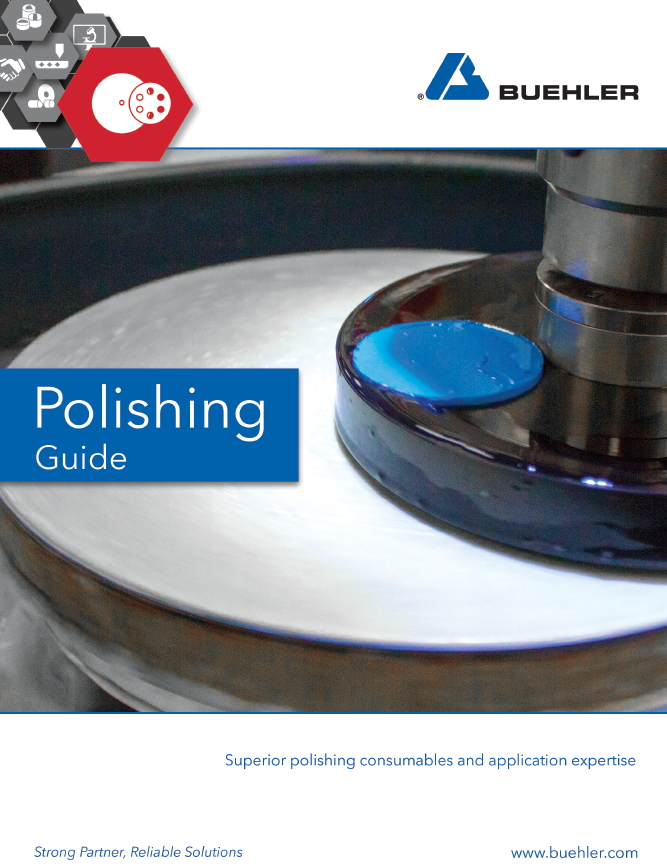 ® BUEHLER
Polishing
Guide
Superior polishing consumables and application expertise
Strong Partner, Reliable Solutions
www.buehler.com